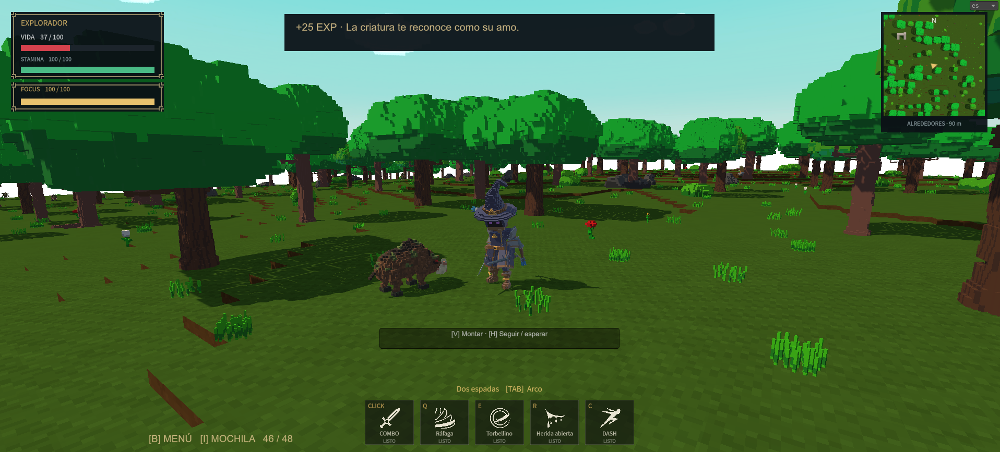 EXPLORADOR
VIDA 37 / 100
STAMINA 100 / 100
FOCUS 100 / 100
+25 EXP · La criatura te reconoce como su amo.
es
N
ALREDEDORES · 90 m
[V] Montar · [H] Seguir / esperar
Dos espadas [TAB] Arco
CLICK
COMBO
LISTO
Q
Ráfaga
LISTO
E
Torbellino
LISTO
R
Herida abierta
LISTO
C
DASH
LISTO
[B] MENÚ [I] MOCHILA 46 / 48